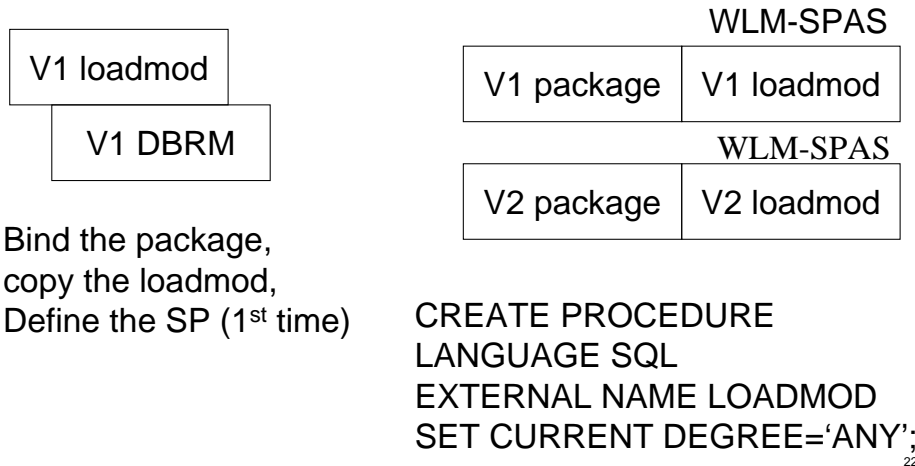 V1 loadmod
V1 DBRM
Bind the package,
copy the loadmod,
Define the SP (1st time)
WLM-SPAS
V1 package V1 loadmod
WLM-SPAS
V2 package V2 loadmod
CREATE PROCEDURE
LANGUAGE SQL
EXTERNAL NAME LOADMOD
SET CURRENT DEGREE=‘ANY’;
22